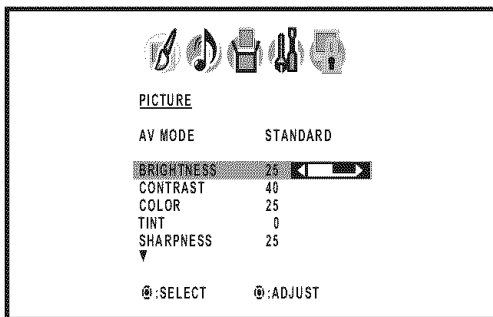 PICTURE
AV MODE STANDARD
BRIGHTNESS 25
CONTRAST 40
COLOR 25
TINT 0
SHARPNESS 25
:SELECT :ADJUST